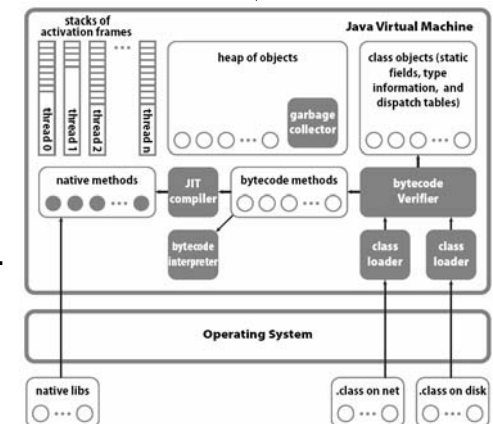 stacks of
activation frames
Java Virtual Machine
thread 0
thread 1
thread 2
thread n
heap of objects
garbage
collector
class objects (static
fields, type
information, and
dispatch tables)
native methods
JIT
compiler
bytecode methods
bytecode
Verifier
bytecode
interpreter
class
loader
class
loader
Operating System
native libs
.class on net
.class on disk